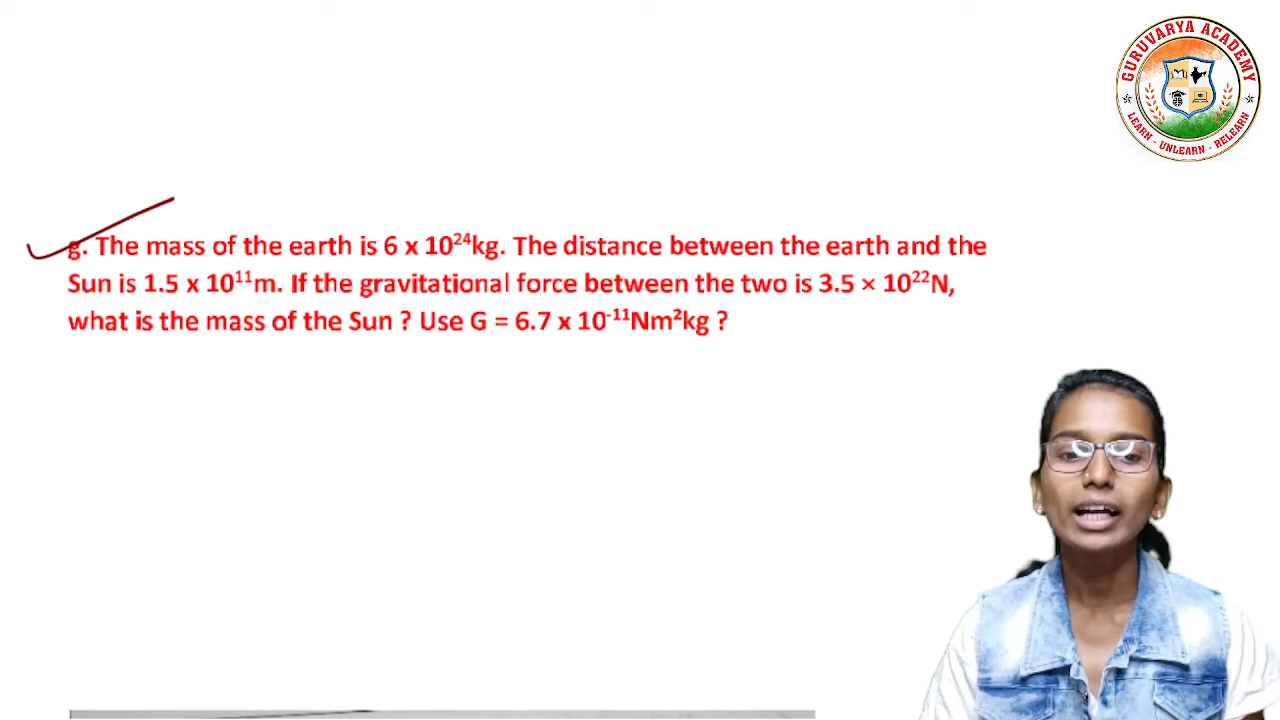 GURUVARYA ACADEMY
LEARN - UNLEARN - RELEARN
g. The mass of the earth is 6 x 10²⁴kg. The distance between the earth and the
Sun is 1.5 x 10¹¹m. If the gravitational force between the two is 3.5 × 10²²N,
what is the mass of the Sun ? Use G = 6.7 x 10⁻¹¹Nm²kg ?